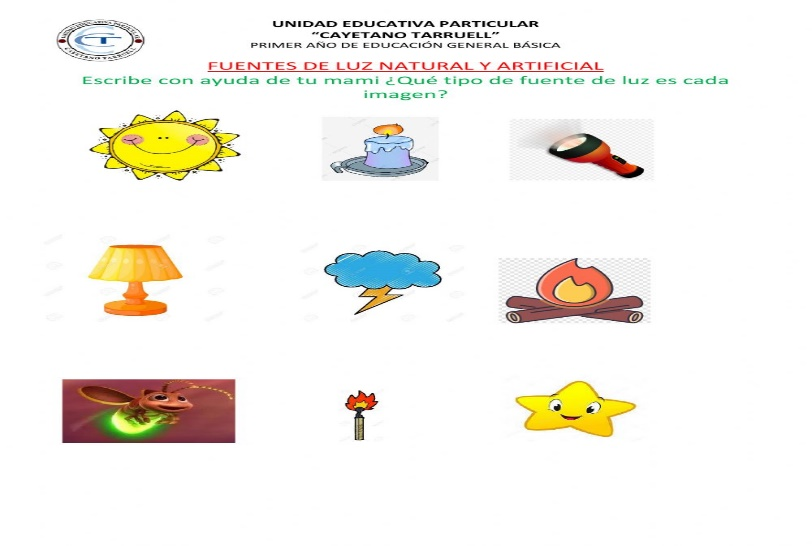 UNIDAD EDUCATIVA PARTICULAR
“CAYETANO TARRUELL”
PRIMER AÑO DE EDUCACIÓN GENERAL BÁSICA
FUENTES DE LUZ NATURAL Y ARTIFICIAL
Escribe con ayuda de tu mami ¿Qué tipo de fuente de luz es cada
imagen?